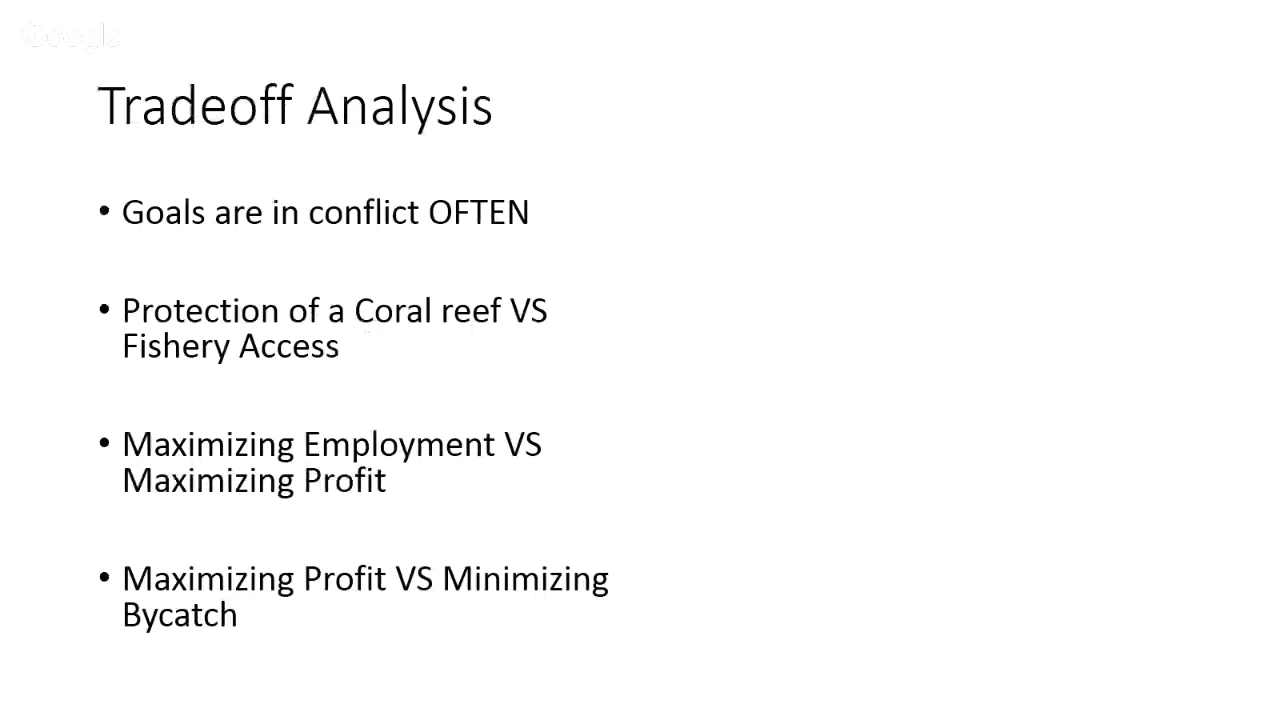 Google
Tradeoff Analysis
• Goals are in conflict OFTEN
• Protection of a Coral reef VS
Fishery Access
• Maximizing Employment VS
Maximizing Profit
• Maximizing Profit VS Minimizing
Bycatch